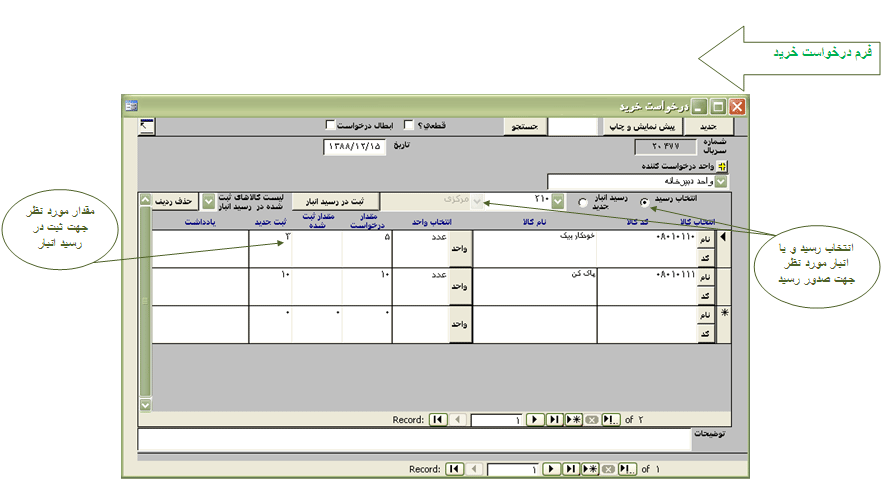 فرم درخواست خرید
درخواست خرید
جدید
پیش نمایش و چاپ
جستجو
قطعي؟
ابطال درخواست
شماره سریال
۲۰۴۷۷
تاریخ
۱۳۸۸/۱۲/۱۵
واحد درخواست کننده
واحد دبیرخانه
انتخاب رسید
رسید انبار جدید
۲۱۰
مرکزی
ثبت در رسید انبار
لیست کالاهای ثبت شده در رسید انبار
حذف ردیف
انتخاب کالا
کد کالا
نام کالا
انتخاب واحد
مقدار درخواست
مقدار ثبت شده
ثبت جدید
یادداشت
نام
کد
۰۸۰۱۰۱۱۰
خودکار بیک
واحد
عدد
۵
۳
نام
کد
۰۸۰۱۰۱۱۱
پاک کن
واحد
عدد
۱۰
۱۰
نام
کد
واحد
۰
۰
۰
Record: ۱ of ۲
توضیحات
Record: ۱ of ۱
مقدار مورد نظر
جهت ثبت در
رسید انبار
انتخاب رسید و یا
انبار مورد نظر
جهت صدور رسید